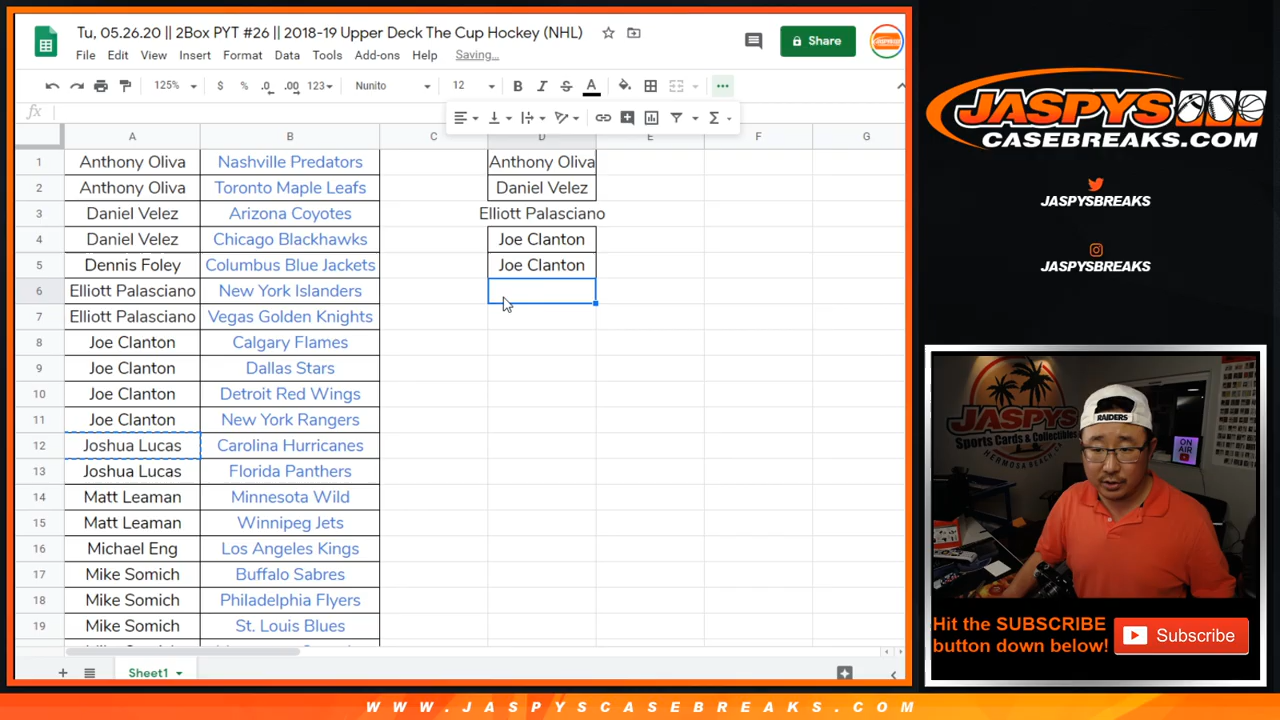 Tu, 05.26.20 || 2Box PYT #26 || 2018-19 Upper Deck The Cup Hockey (NHL)
File Edit View Insert Format Data Tools Add-ons Help Saving...
Share
125% $ % .0 .00 123 Nunito 12 B I S A
fx
A B C D E F G
1 Anthony Oliva Nashville Predators Anthony Oliva
2 Anthony Oliva Toronto Maple Leafs Daniel Velez
3 Daniel Velez Arizona Coyotes Elliott Palasciano
4 Daniel Velez Chicago Blackhawks Joe Clanton
5 Dennis Foley Columbus Blue Jackets Joe Clanton
6 Elliott Palasciano New York Islanders
7 Elliott Palasciano Vegas Golden Knights
8 Joe Clanton Calgary Flames
9 Joe Clanton Dallas Stars
10 Joe Clanton Detroit Red Wings
11 Joe Clanton New York Rangers
12 Joshua Lucas Carolina Hurricanes
13 Joshua Lucas Florida Panthers
14 Matt Leaman Minnesota Wild
15 Matt Leaman Winnipeg Jets
16 Michael Eng Los Angeles Kings
17 Mike Somich Buffalo Sabres
18 Mike Somich Philadelphia Flyers
19 Mike Somich St. Louis Blues
Sheet1
JASPYS
CASEBREAKS.COM
JASPYSBREAKS
JASPYSBREAKS
JASPYS
Sports Cards & Collectibles
HERMOSA BEACH, CA
ON AIR
RAIDERS
Hit the SUBSCRIBE
button down below!
Subscribe
WWW.JASPYSCASEBREAKS.COM